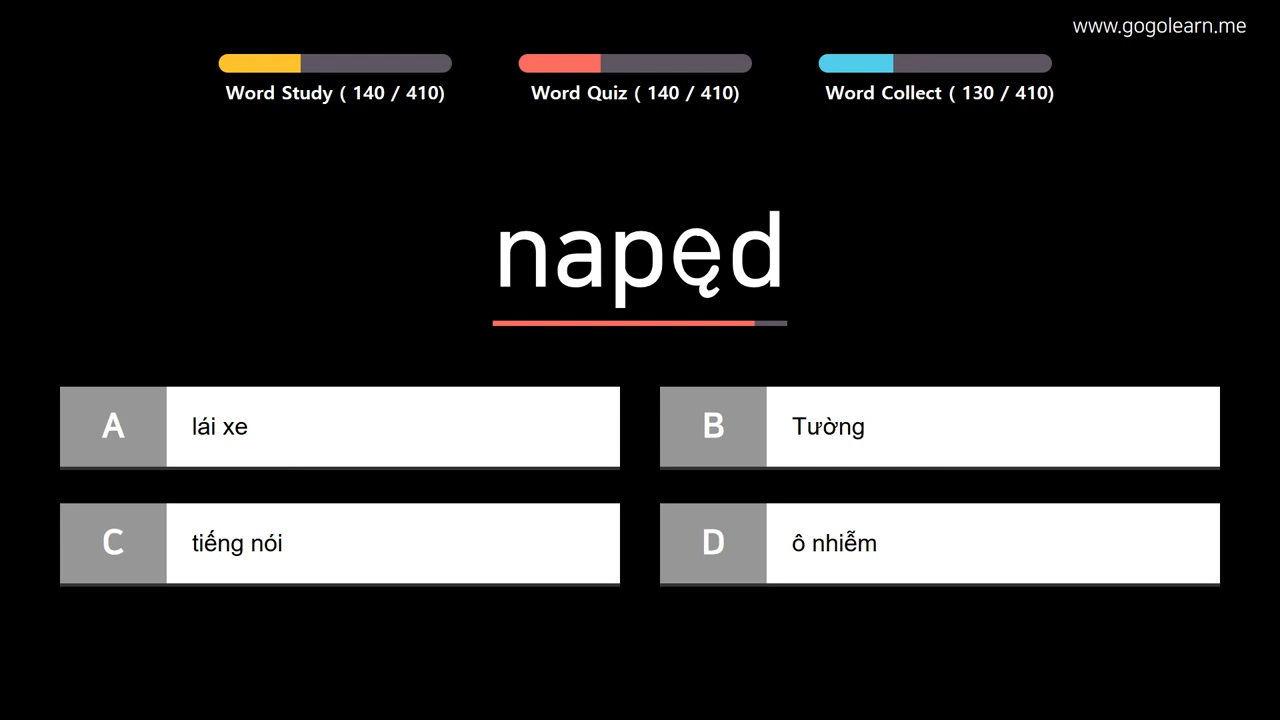 www.gogolearn.me
Word Study ( 140 / 410)
Word Quiz ( 140 / 410)
Word Collect ( 130 / 410)
napęd
A lái xe
B Tường
C tiếng nói
D ô nhiễm